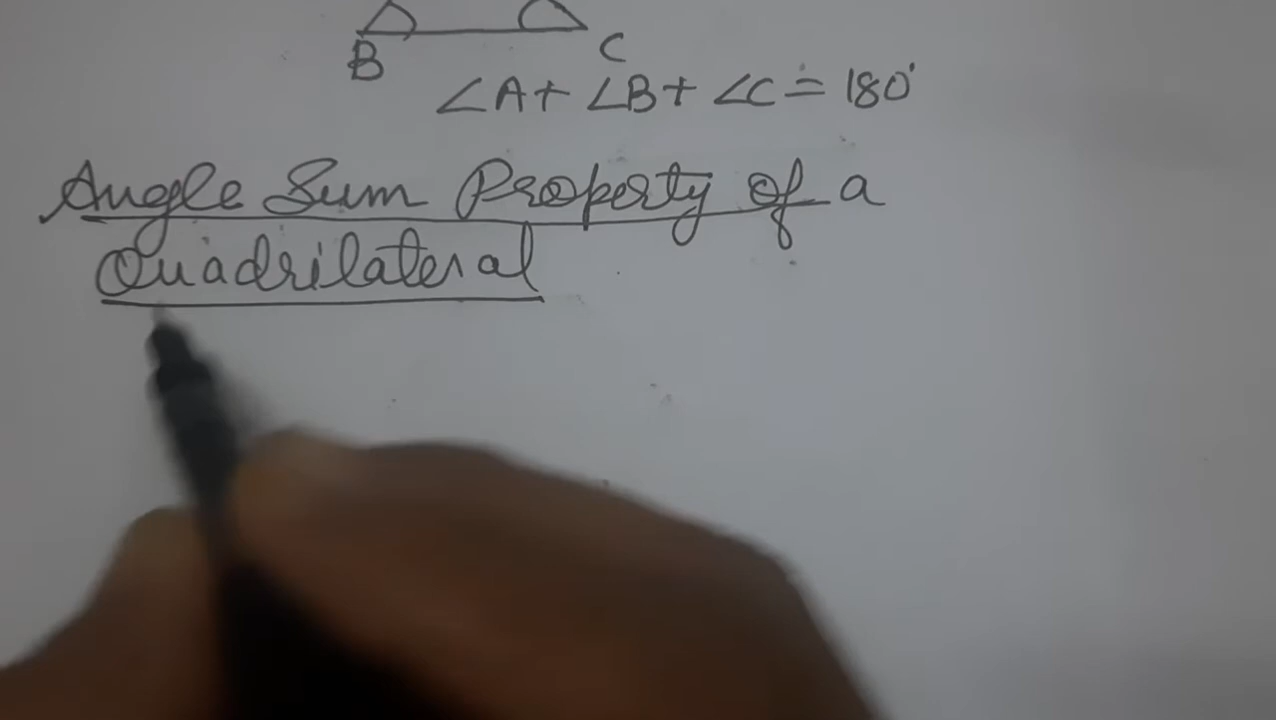 B C
∠A+ ∠B+ ∠C = 180°
Angle Sum Property of a
Quadrilateral